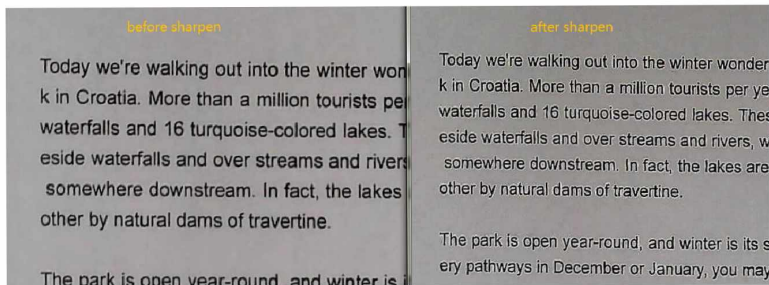 before sharpen
Today we're walking out into the winter won
k in Croatia. More than a million tourists pe
waterfalls and 16 turquoise-colored lakes. T
eside waterfalls and over streams and rivers
somewhere downstream. In fact, the lakes
other by natural dams of travertine.
The park is open year-round, and winter is i
after sharpen
Today we're walking out into the winter wonder
k in Croatia. More than a million tourists per ye
waterfalls and 16 turquoise-colored lakes. Thes
eside waterfalls and over streams and rivers, w
somewhere downstream. In fact, the lakes are
other by natural dams of travertine.
The park is open year-round, and winter is its s
ery pathways in December or January, you may